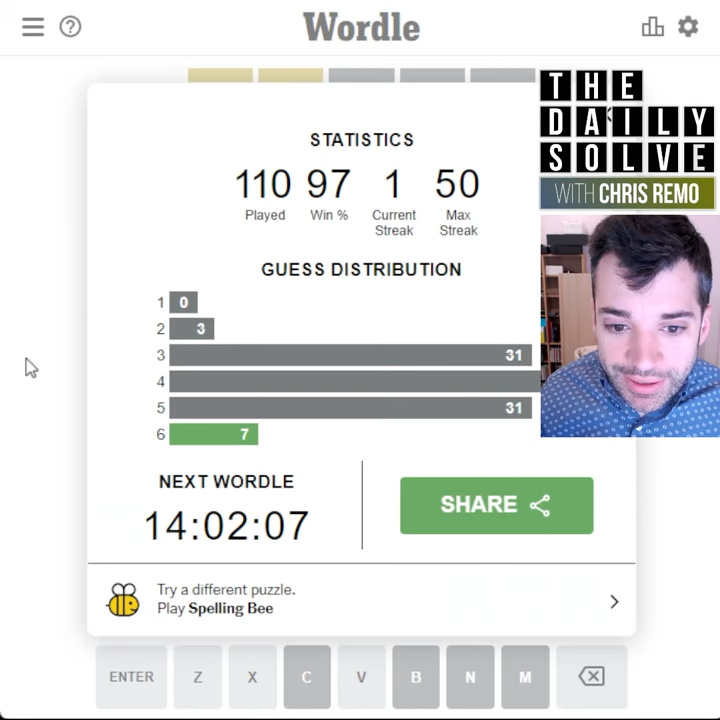 Wordle
THE
DAILY
SOLVE
WITH CHRIS REMO
STATISTICS
110 97 1 50
Played Win % Current Streak Max Streak
GUESS DISTRIBUTION
1 0
2 3
3 31
4
5 31
6 7
NEXT WORDLE
14:02:07
SHARE
Try a different puzzle.
Play Spelling Bee
ENTER Z X C V B N M